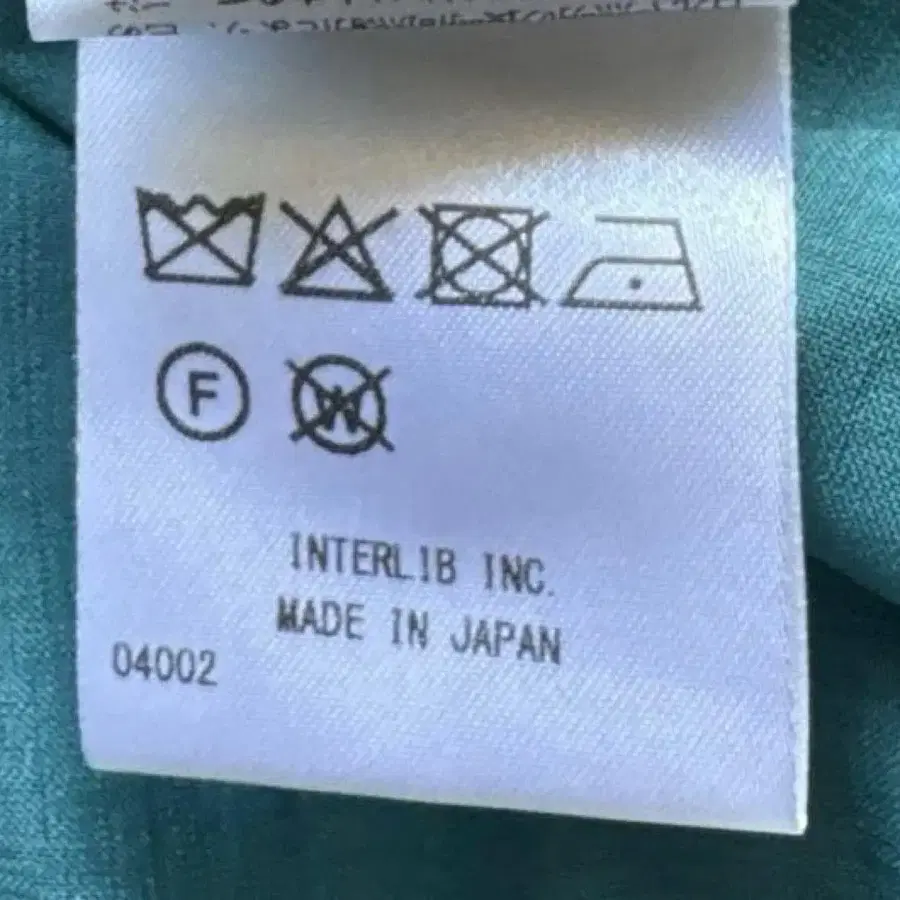 F
W
INTERLIB INC.
MADE IN JAPAN
04002